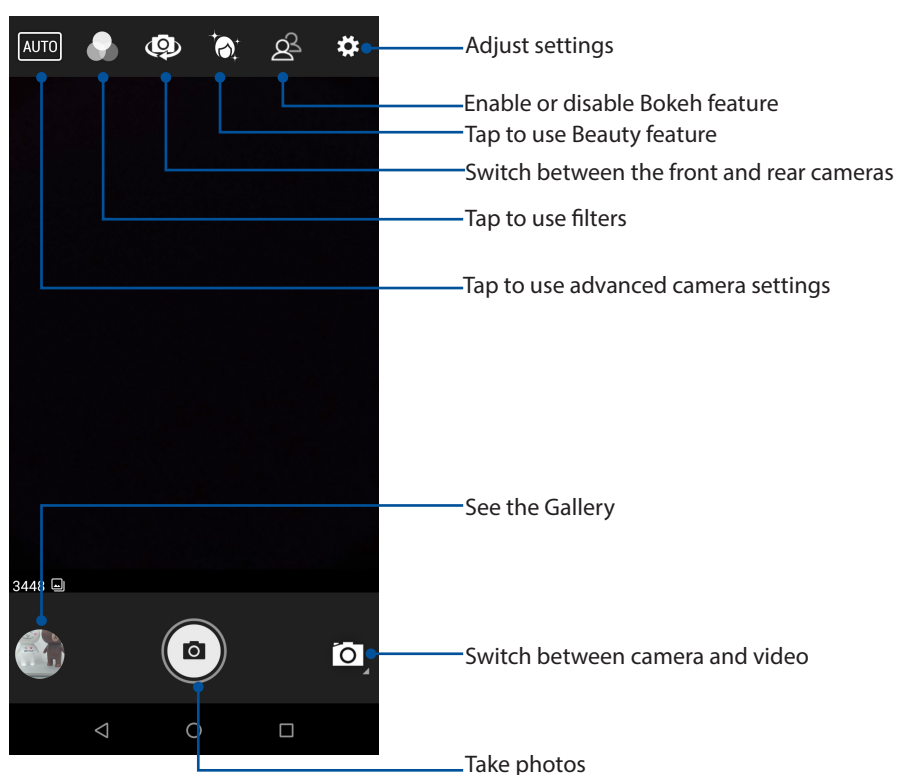 AUTO
Adjust settings
Enable or disable Bokeh feature
Tap to use Beauty feature
Switch between the front and rear cameras
Tap to use filters
Tap to use advanced camera settings
See the Gallery
3448
Switch between camera and video
Take photos